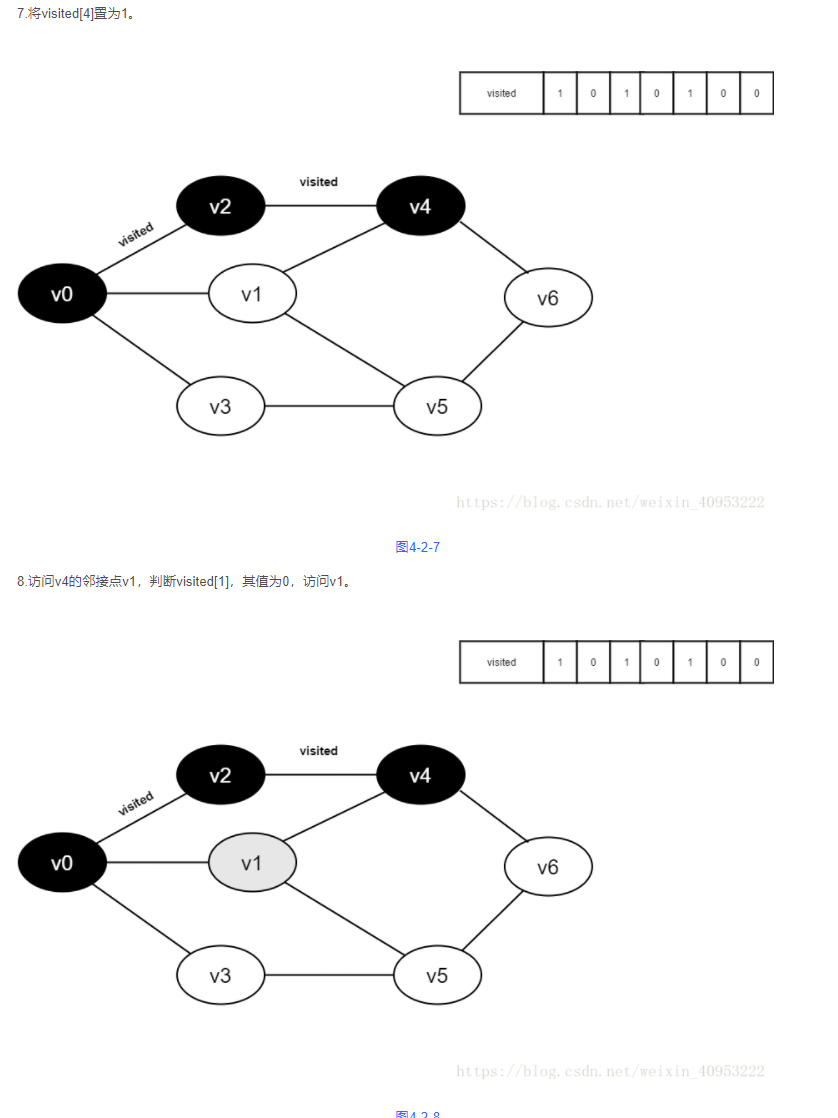 7.将visited[4]置为1。
visited 1 0 1 0 1 0 0
visited
v2 v4
visited
v0 v1 v6
v3 v5
https://blog.csdn.net/weixin_40953222
图4-2-7
8.访问v4的邻接点v1，判断visited[1]，其值为0，访问v1。
visited 1 0 1 0 1 0 0
visited
v2 v4
visited
v0 v1 v6
v3 v5
https://blog.csdn.net/weixin_40953222
图4-2-8